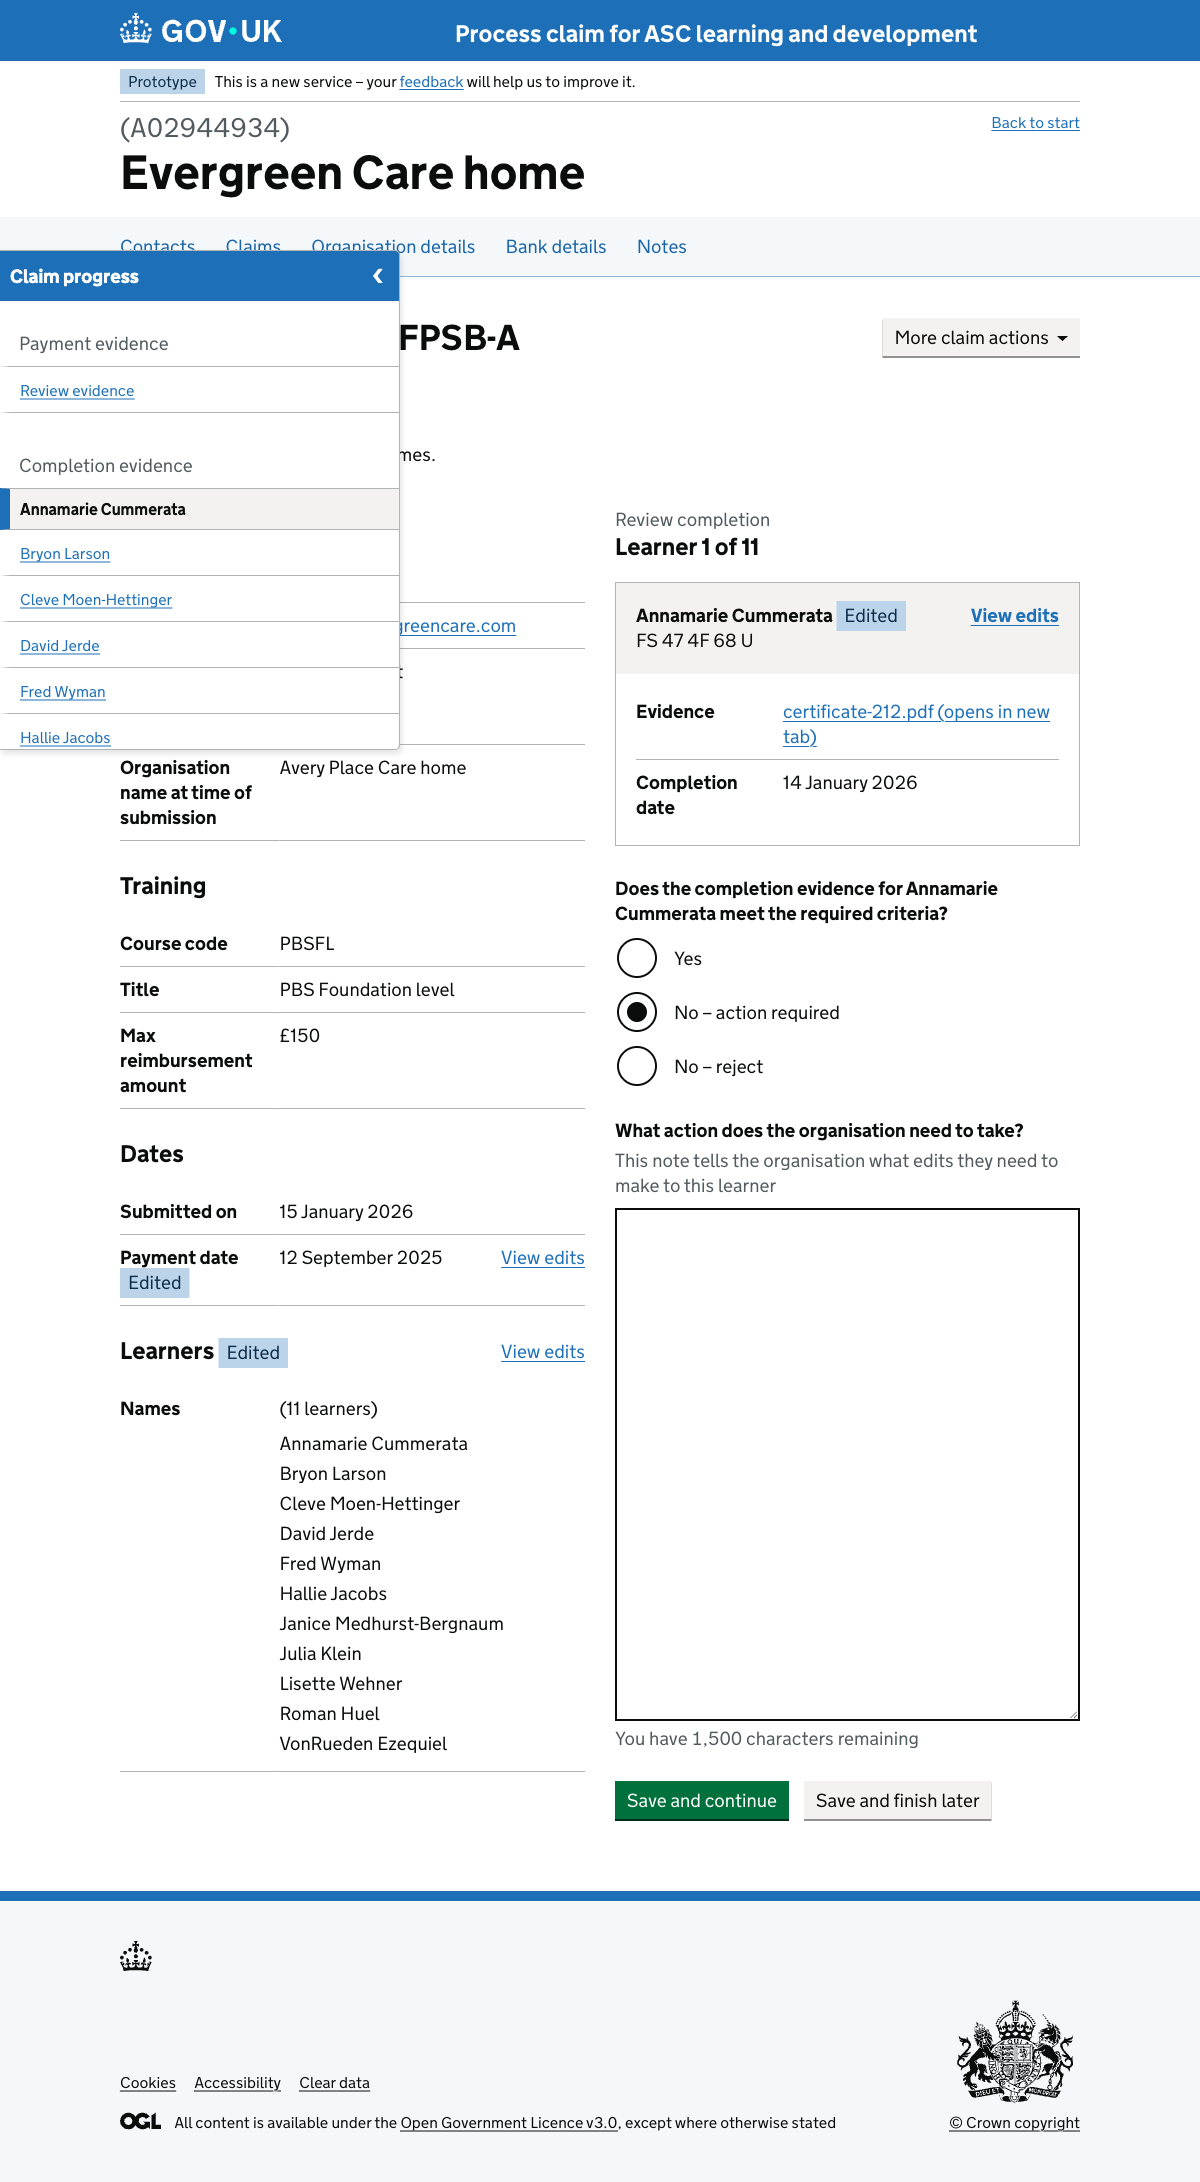 GOV·UK
Process claim for ASC learning and development
Prototype This is a new service – your feedback will help us to improve it.
(A02944934)
Back to start
Evergreen Care home
Contacts Claims Organisation details Bank details Notes
Claim progress
Payment evidence
Review evidence
Completion evidence
Annamarie Cummerata
Bryon Larson
Cleve Moen-Hettinger
David Jerde
Fred Wyman
Hallie Jacobs
FPSB-A
More claim actions
mes.
greencare.com
Organisation name at time of submission
Avery Place Care home
Training
Course code PBSFL
Title PBS Foundation level
Max reimbursement amount
£150
Dates
Submitted on 15 January 2026
Payment date 12 September 2025 View edits
Edited
Learners Edited View edits
Names (11 learners)
Annamarie Cummerata
Bryon Larson
Cleve Moen-Hettinger
David Jerde
Fred Wyman
Hallie Jacobs
Janice Medhurst-Bergnaum
Julia Klein
Lisette Wehner
Roman Huel
VonRueden Ezequiel
Review completion
Learner 1 of 11
Annamarie Cummerata Edited View edits
FS 47 4F 68 U
Evidence certificate-212.pdf (opens in new
tab)
Completion date
14 January 2026
Does the completion evidence for Annamarie
Cummerata meet the required criteria?
Yes
No – action required
No – reject
What action does the organisation need to take?
This note tells the organisation what edits they need to
make to this learner
You have 1,500 characters remaining
Save and continue Save and finish later
Cookies Accessibility Clear data
OGL All content is available under the Open Government Licence v3.0, except where otherwise stated
© Crown copyright